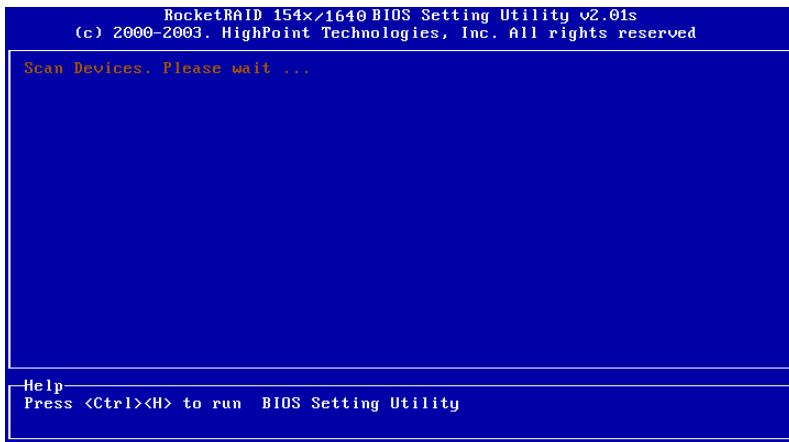 RocketRAID 154x/1640 BIOS Setting Utility v2.01s
(c) 2000-2003. HighPoint Technologies, Inc. All rights reserved
Scan Devices. Please wait ...
Help
Press <Ctrl><H> to run BIOS Setting Utility